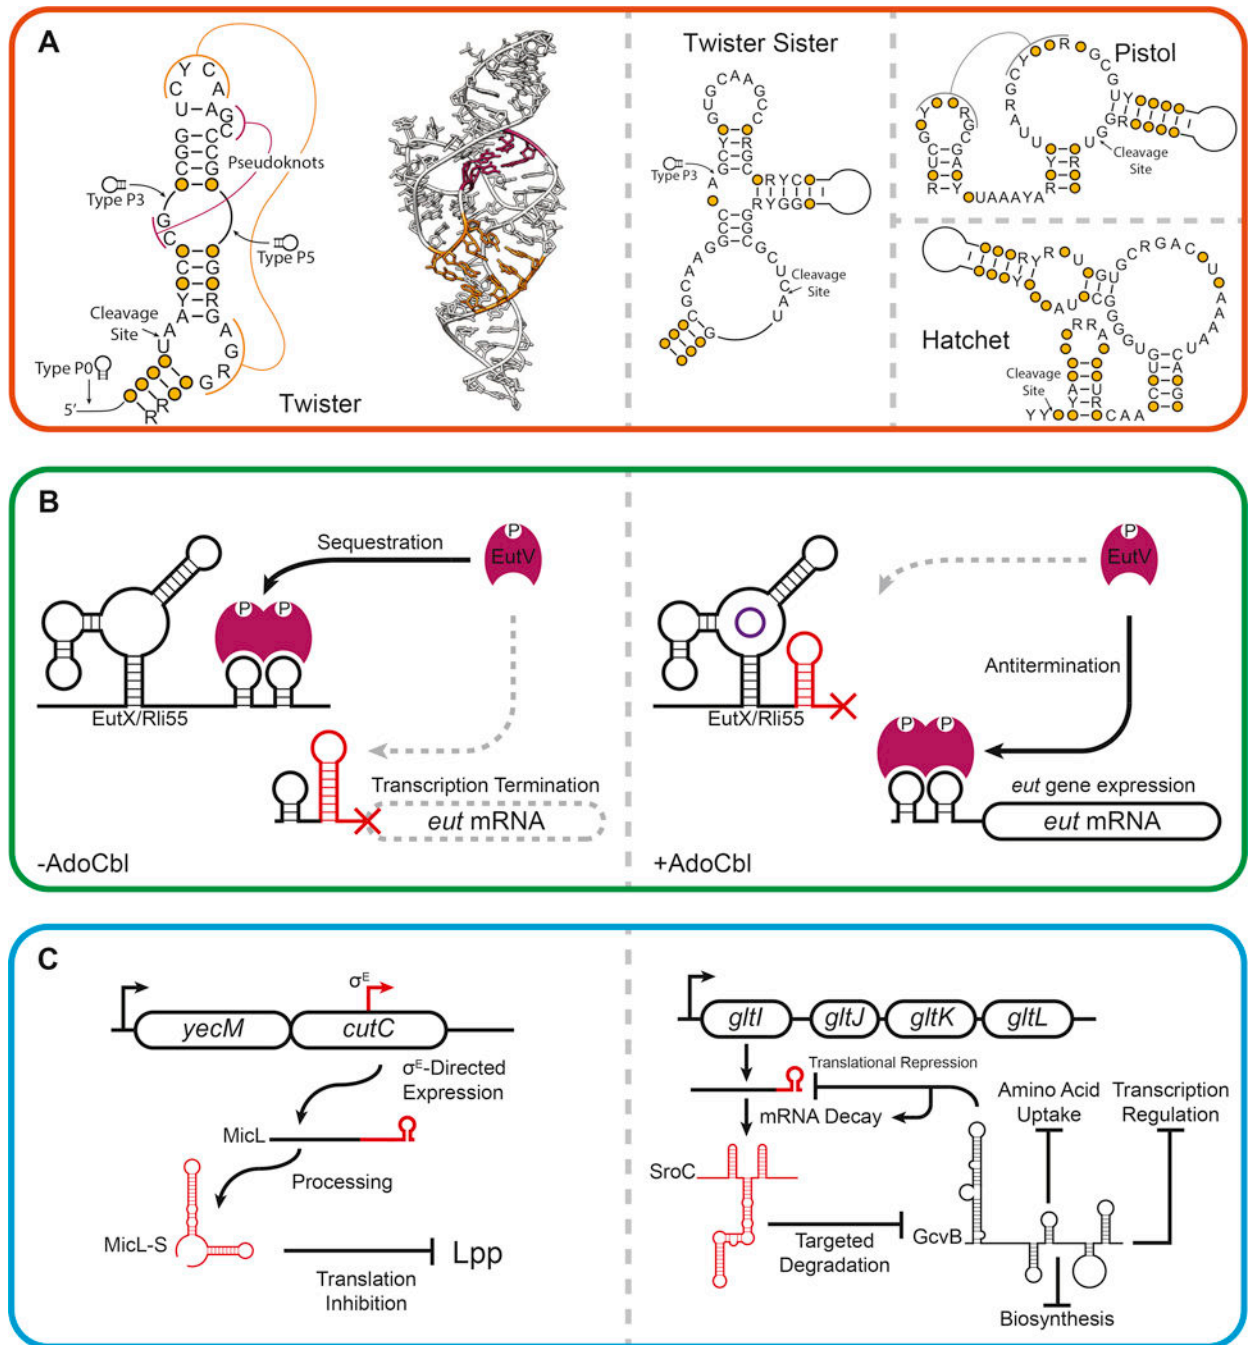 A
Pseudoknots
Type P3
Type P5
Cleavage
Site
Type P0
5'
Twister
Twister Sister
Type P3
Cleavage
Site
Pistol
Cleavage
Site
UAAAYA
Hatchet
Cleavage
Site
YY
CAA
B
Sequestration
P
EutV
P P
EutX/Rli55
Transcription Termination
eut mRNA
-AdoCbl
P
EutV
Antitermination
EutX/Rli55
P P
eut gene expression
eut mRNA
+AdoCbl
C
σE
yecM
cutC
σE-Directed
Expression
MicL
Processing
MicL-S
Lpp
Translation
Inhibition
gltI
gltJ
gltK
gltL
Translational Repression
mRNA Decay
Amino Acid
Uptake
Transcription
Regulation
SroC
GcvB
Targeted
Degradation
Biosynthesis